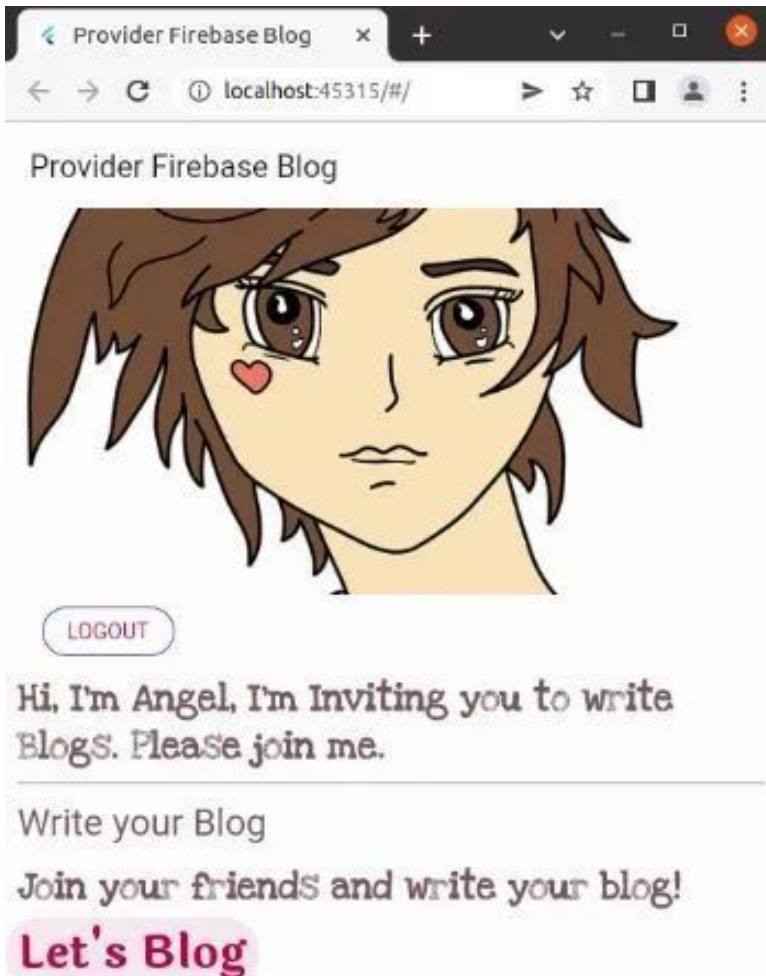 Provider Firebase Blog
localhost:45315/#/
Provider Firebase Blog
LOGOUT
Hi, I'm Angel, I'm Inviting you to write
Blogs. Please join me.
Write your Blog
Join your friends and write your blog!
Let's Blog